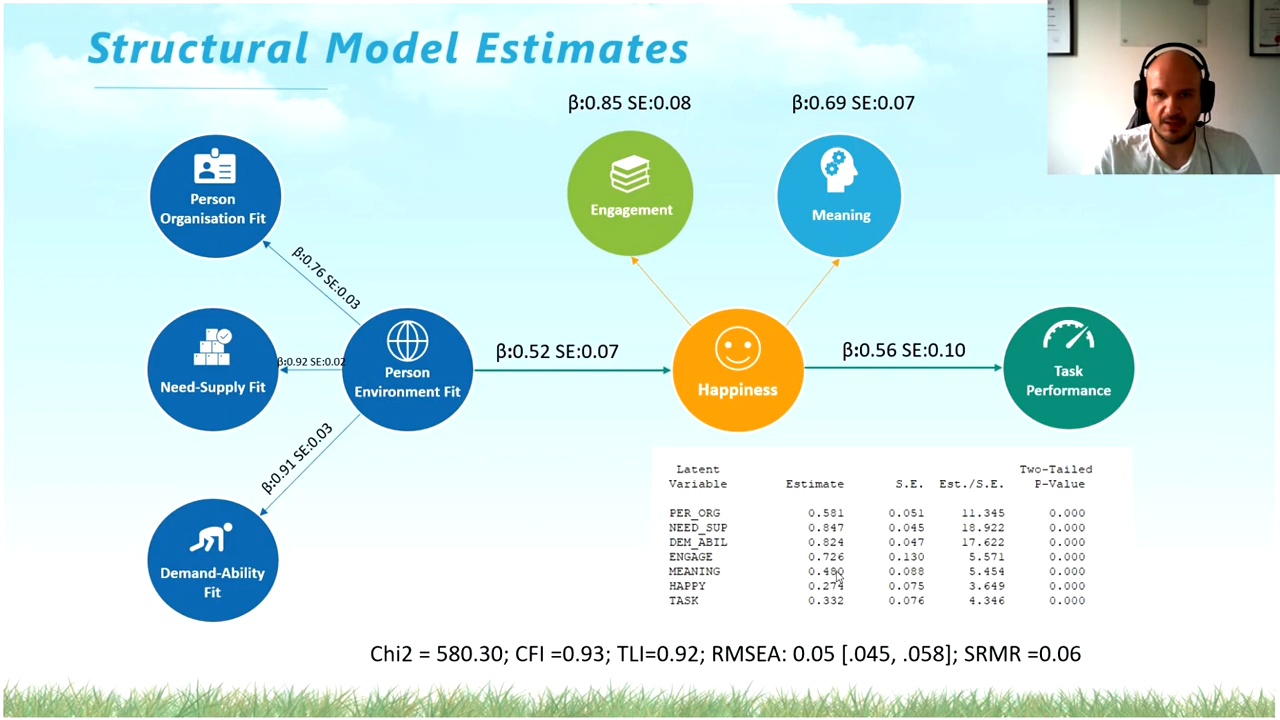 Structural Model Estimates
β:0.85 SE:0.08
β:0.69 SE:0.07
Person
Organisation Fit
Engagement
Meaning
β:0.76 SE:0.03
β:0.92 SE:0.02
Need-Supply Fit
Person
Environment Fit
β:0.52 SE:0.07
Happiness
β:0.56 SE:0.10
Task
Performance
β:0.91 SE:0.03
Demand-Ability
Fit
Latent Two-Tailed
Variable Estimate S.E. Est./S.E. P-Value
PER_ORG 0.581 0.051 11.345 0.000
NEED_SUP 0.847 0.045 18.922 0.000
DEM_ABIL 0.824 0.047 17.622 0.000
ENGAGE 0.726 0.130 5.571 0.000
MEANING 0.480 0.088 5.454 0.000
HAPPY 0.274 0.075 3.649 0.000
TASK 0.332 0.076 4.346 0.000
Chi2 = 580.30; CFI =0.93; TLI=0.92; RMSEA: 0.05 [.045, .058]; SRMR =0.06